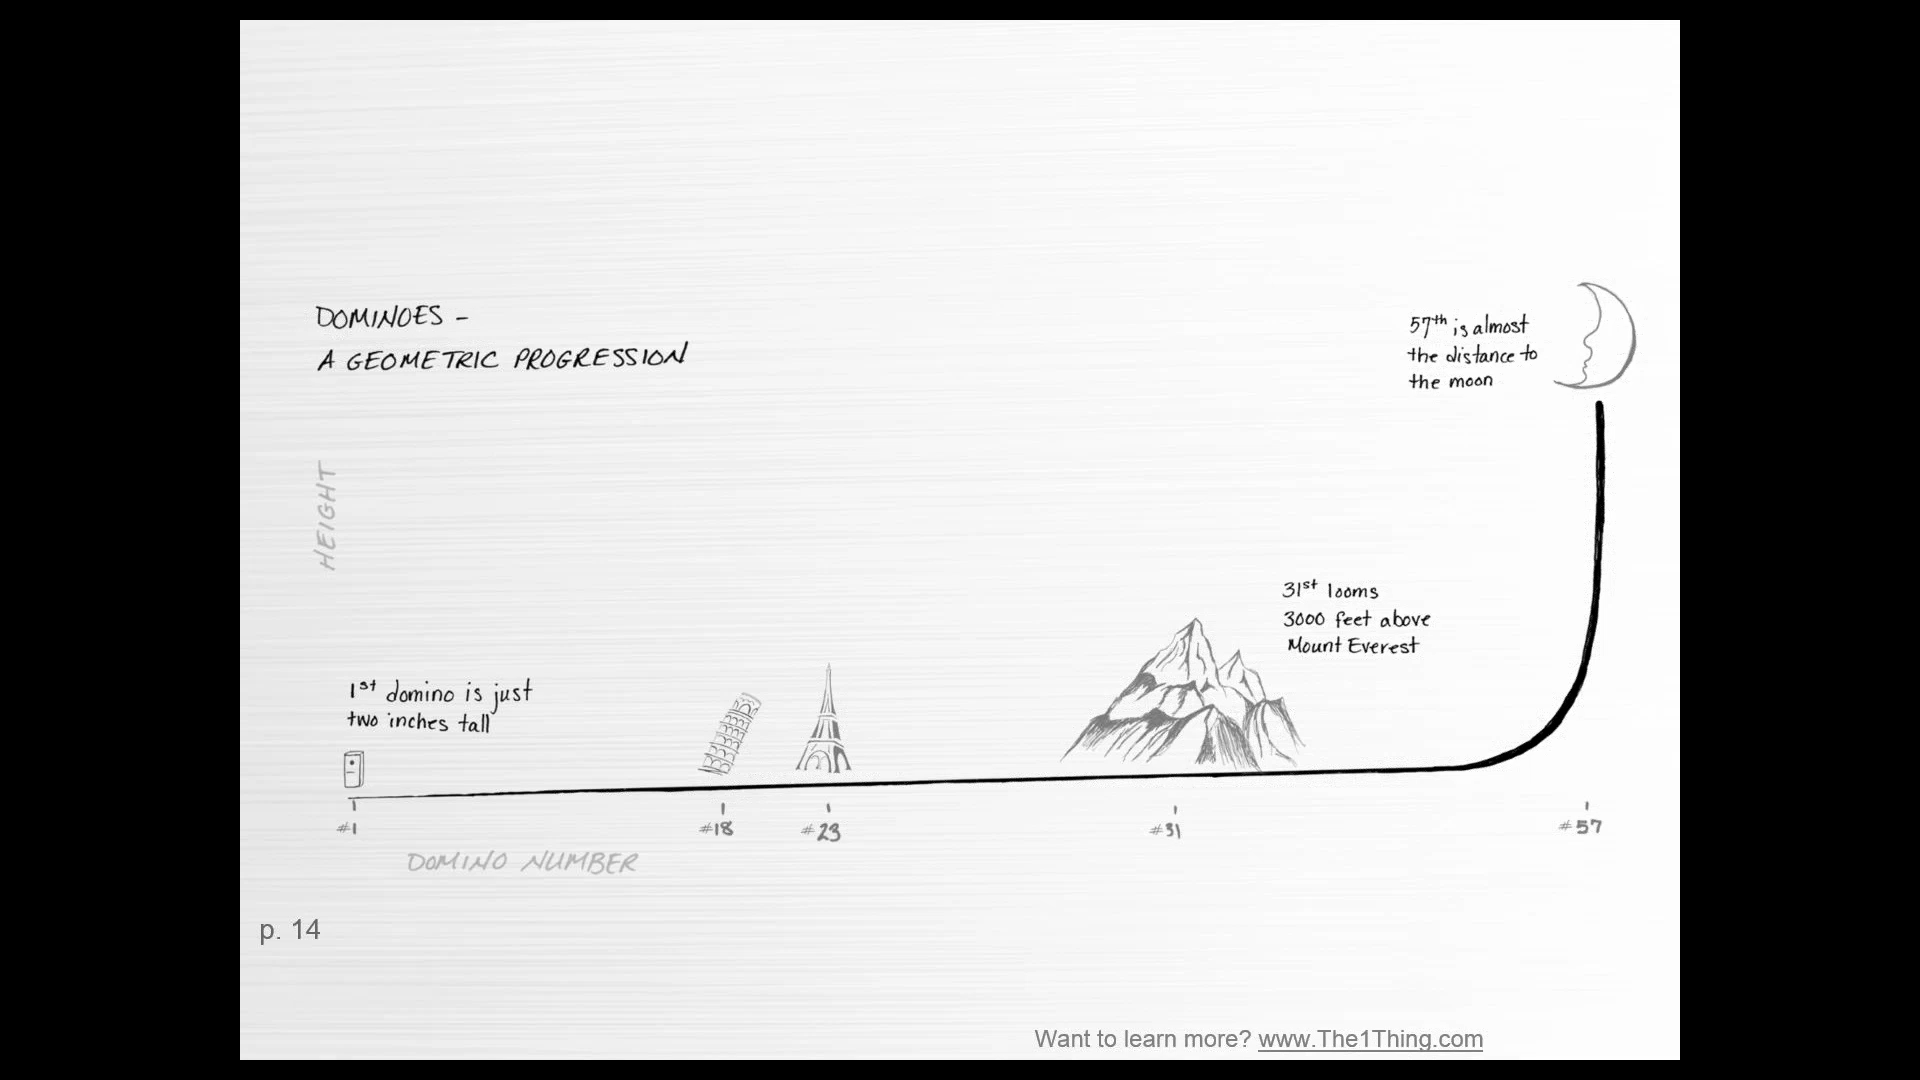 DOMINOES -
A GEOMETRIC PROGRESSION
57th is almost
the distance to
the moon
HEIGHT
31st looms
3000 feet above
Mount Everest
1st domino is just
two inches tall
#1
#18
#23
#31
#57
DOMINO NUMBER
p. 14
Want to learn more? www.The1Thing.com